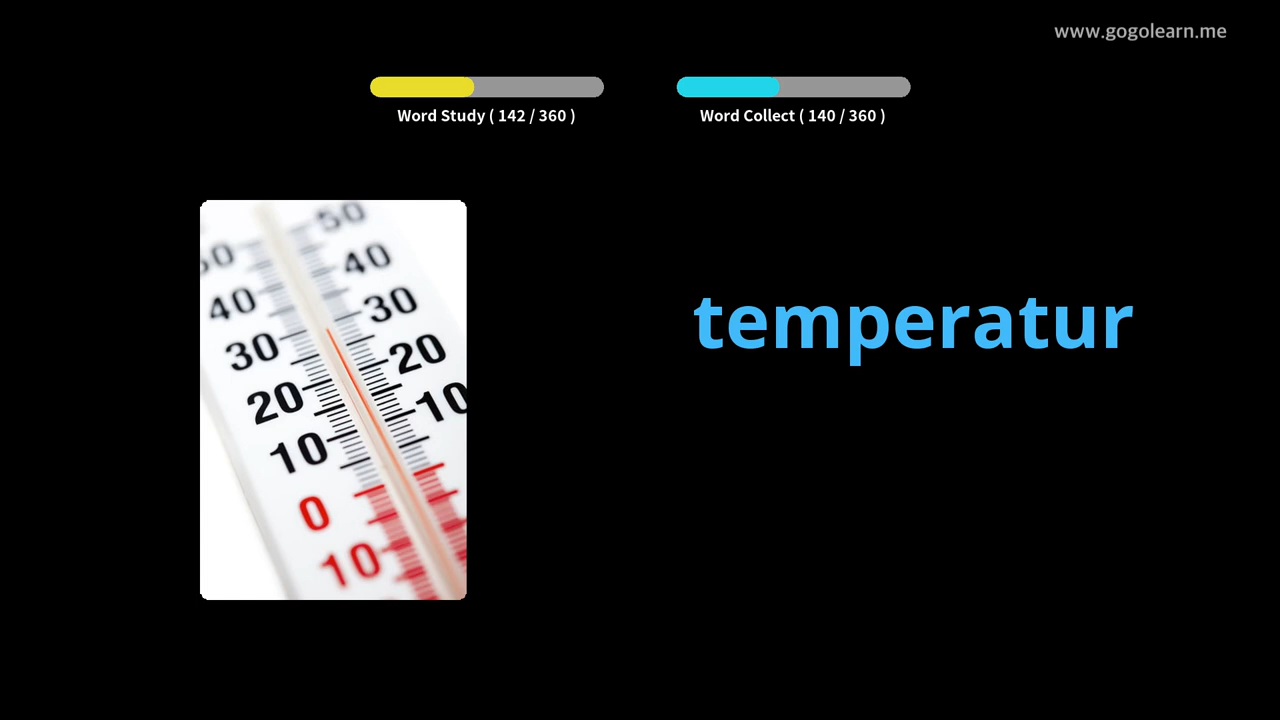 www.gogolearn.me
Word Study ( 142 / 360 )
Word Collect ( 140 / 360 )
50
40 40
30 30
20 20
10 10
0
10
temperatur